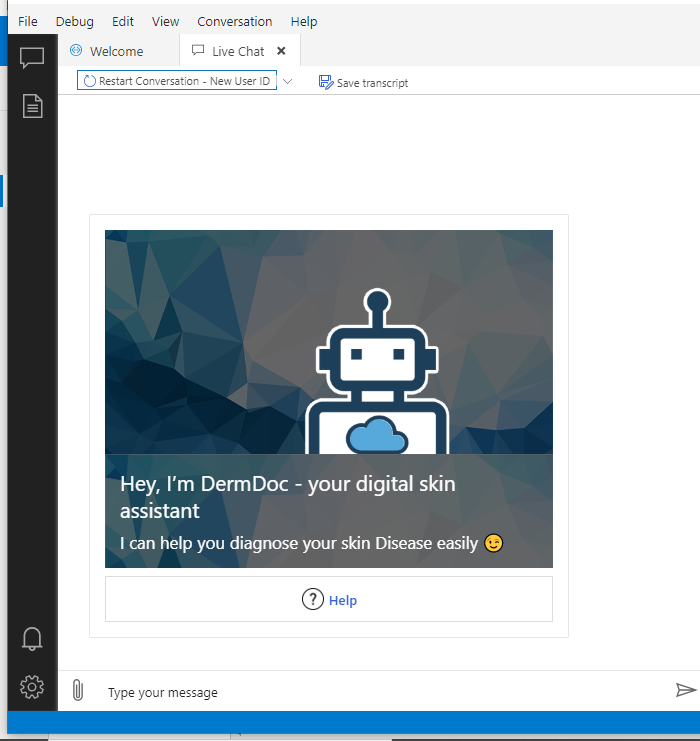 File Debug Edit View Conversation Help
Welcome Live Chat
Restart Conversation - New User ID Save transcript
Hey, I'm DermDoc - your digital skin
assistant
I can help you diagnose your skin Disease easily 😉
? Help
Type your message